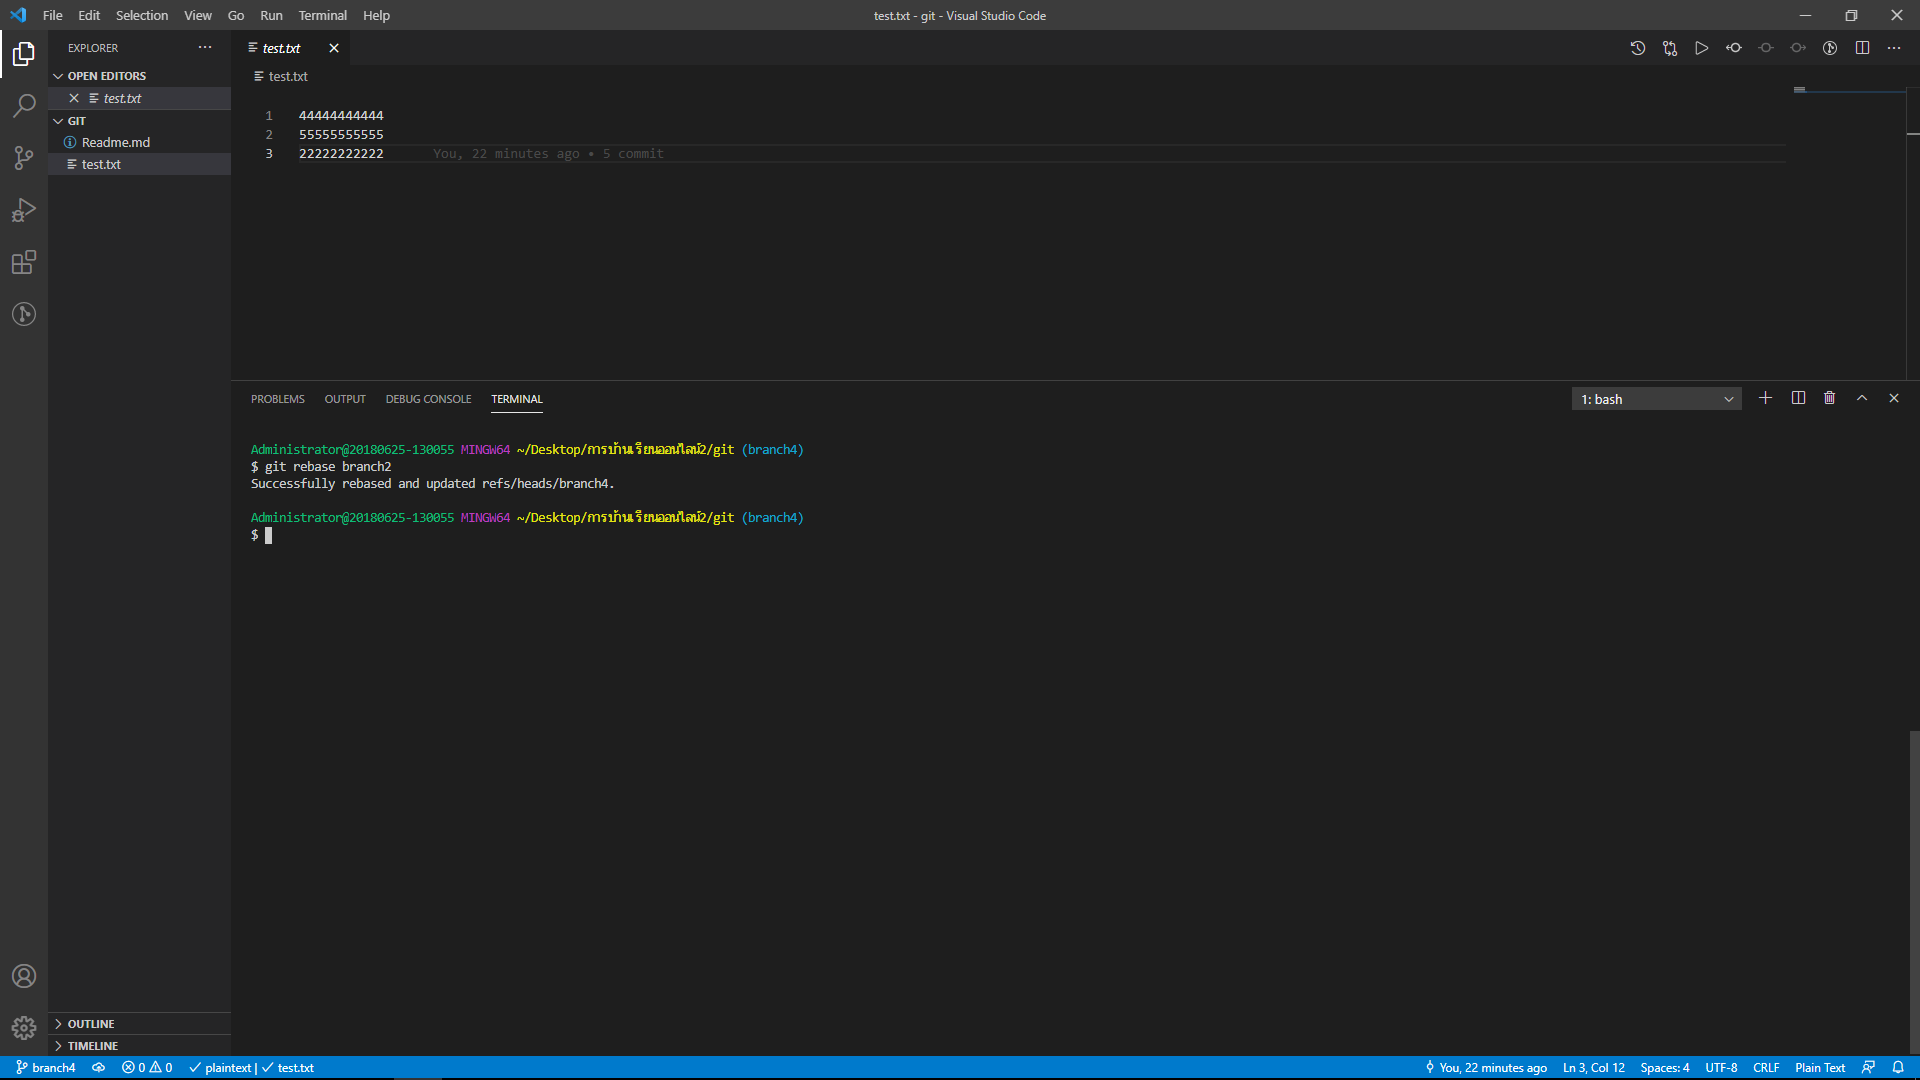 File Edit Selection View Go Run Terminal Help
test.txt - git - Visual Studio Code
EXPLORER
OPEN EDITORS
test.txt
GIT
Readme.md
test.txt
OUTLINE
TIMELINE
test.txt
test.txt
1 44444444444
2 55555555555
3 22222222222 You, 22 minutes ago • 5 commit
PROBLEMS OUTPUT DEBUG CONSOLE TERMINAL
1: bash
Administrator@20180625-130055 MINGW64 ~/Desktop/การบ้านเรียนออนไลน์2/git (branch4)
$ git rebase branch2
Successfully rebased and updated refs/heads/branch4.
Administrator@20180625-130055 MINGW64 ~/Desktop/การบ้านเรียนออนไลน์2/git (branch4)
$
branch4 0 0 plaintext | test.txt
You, 22 minutes ago Ln 3, Col 12 Spaces: 4 UTF-8 CRLF Plain Text